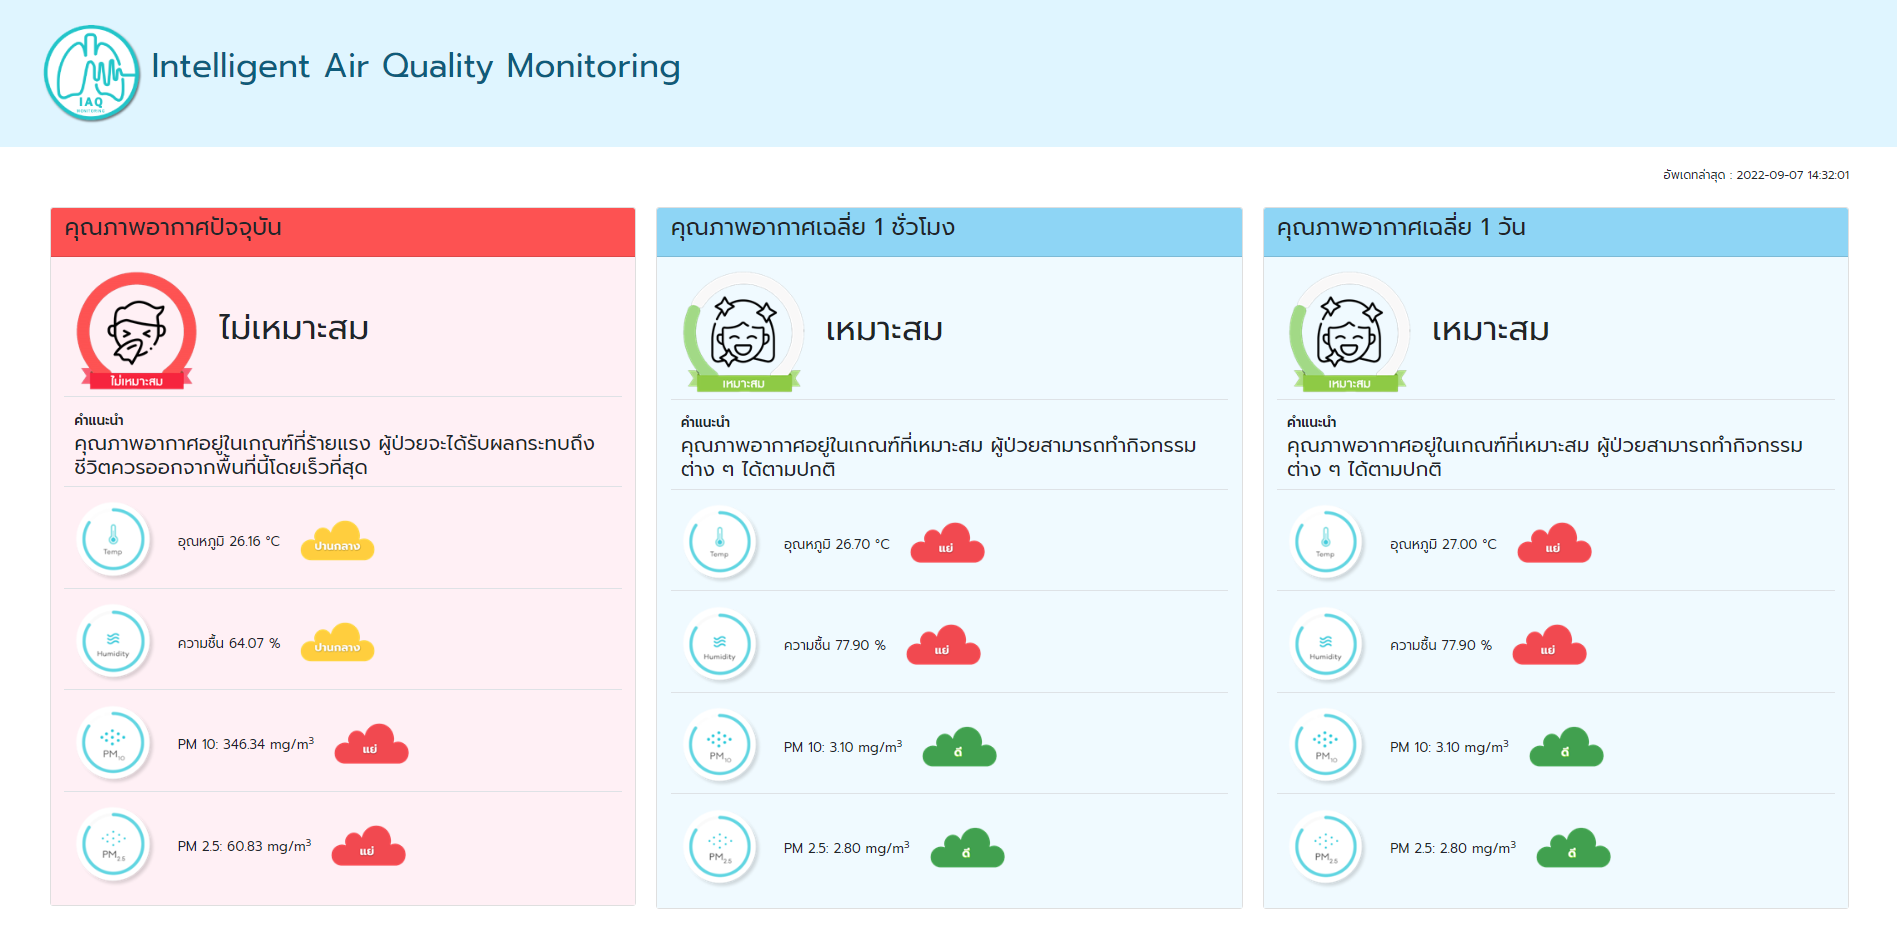 IAQ
MONITORING
Intelligent Air Quality Monitoring
อัพเดทล่าสุด : 2022-09-07 14:32:01
คุณภาพอากาศปัจจุบัน
ไม่เหมาะสม
ไม่เหมาะสม
คำแนะนำ
คุณภาพอากาศอยู่ในเกณฑ์ที่ร้ายแรง ผู้ป่วยจะได้รับผลกระทบถึง
ชีวิตควรออกจากพื้นที่นี้โดยเร็วที่สุด
Temp
อุณหภูมิ 26.16 °C
ปานกลาง
Humidity
ความชื้น 64.07 %
ปานกลาง
PM10
PM 10: 346.34 mg/m³
แย่
PM2.5
PM 2.5: 60.83 mg/m³
แย่
คุณภาพอากาศเฉลี่ย 1 ชั่วโมง
เหมาะสม
เหมาะสม
คำแนะนำ
คุณภาพอากาศอยู่ในเกณฑ์ที่เหมาะสม ผู้ป่วยสามารถทำกิจกรรม
ต่าง ๆ ได้ตามปกติ
Temp
อุณหภูมิ 26.70 °C
แย่
Humidity
ความชื้น 77.90 %
แย่
PM10
PM 10: 3.10 mg/m³
ดี
PM2.5
PM 2.5: 2.80 mg/m³
ดี
คุณภาพอากาศเฉลี่ย 1 วัน
เหมาะสม
เหมาะสม
คำแนะนำ
คุณภาพอากาศอยู่ในเกณฑ์ที่เหมาะสม ผู้ป่วยสามารถทำกิจกรรม
ต่าง ๆ ได้ตามปกติ
Temp
อุณหภูมิ 27.00 °C
แย่
Humidity
ความชื้น 77.90 %
แย่
PM10
PM 10: 3.10 mg/m³
ดี
PM2.5
PM 2.5: 2.80 mg/m³
ดี